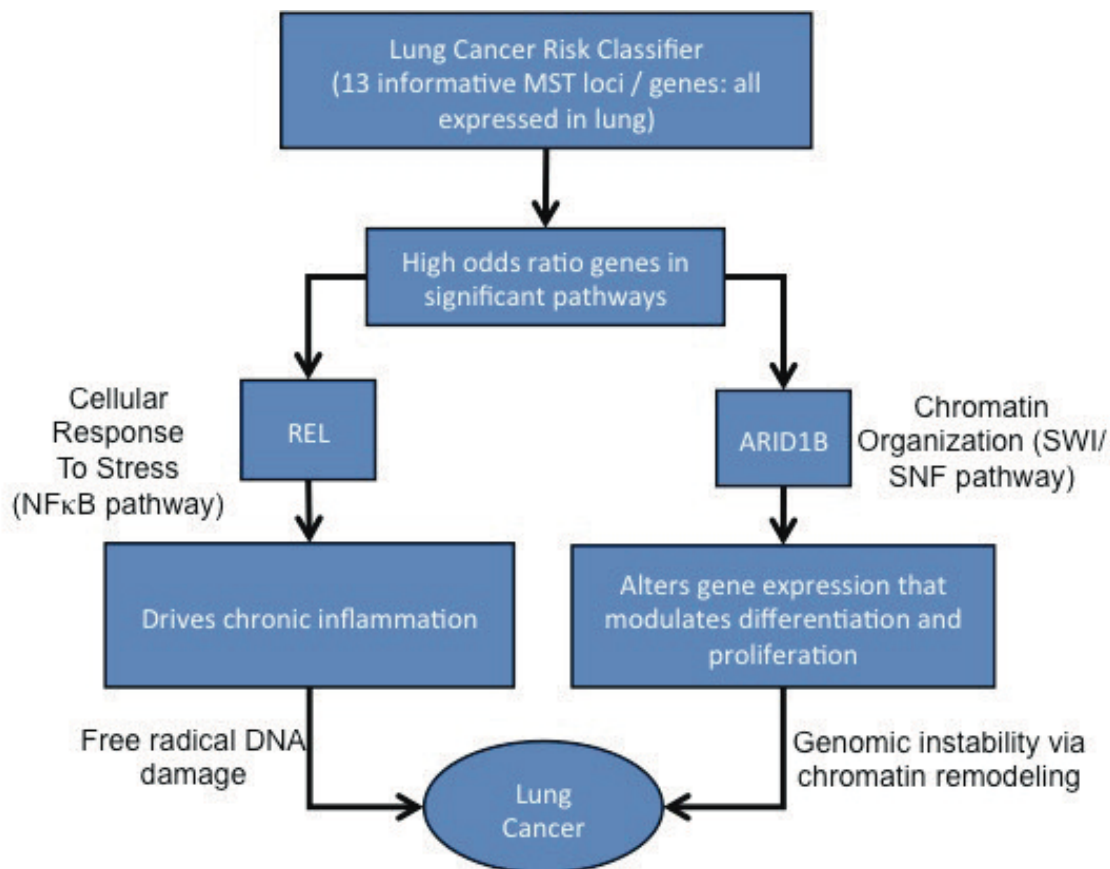 Lung Cancer Risk Classifier
(13 informative MST loci / genes: all
expressed in lung)
High odds ratio genes in
significant pathways
Cellular
Response
To Stress
(NFκB pathway)
REL
ARID1B
Chromatin
Organization (SWI/
SNF pathway)
Drives chronic inflammation
Alters gene expression that
modulates differentiation and
proliferation
Free radical DNA
damage
Genomic instability via
chromatin remodeling
Lung
Cancer